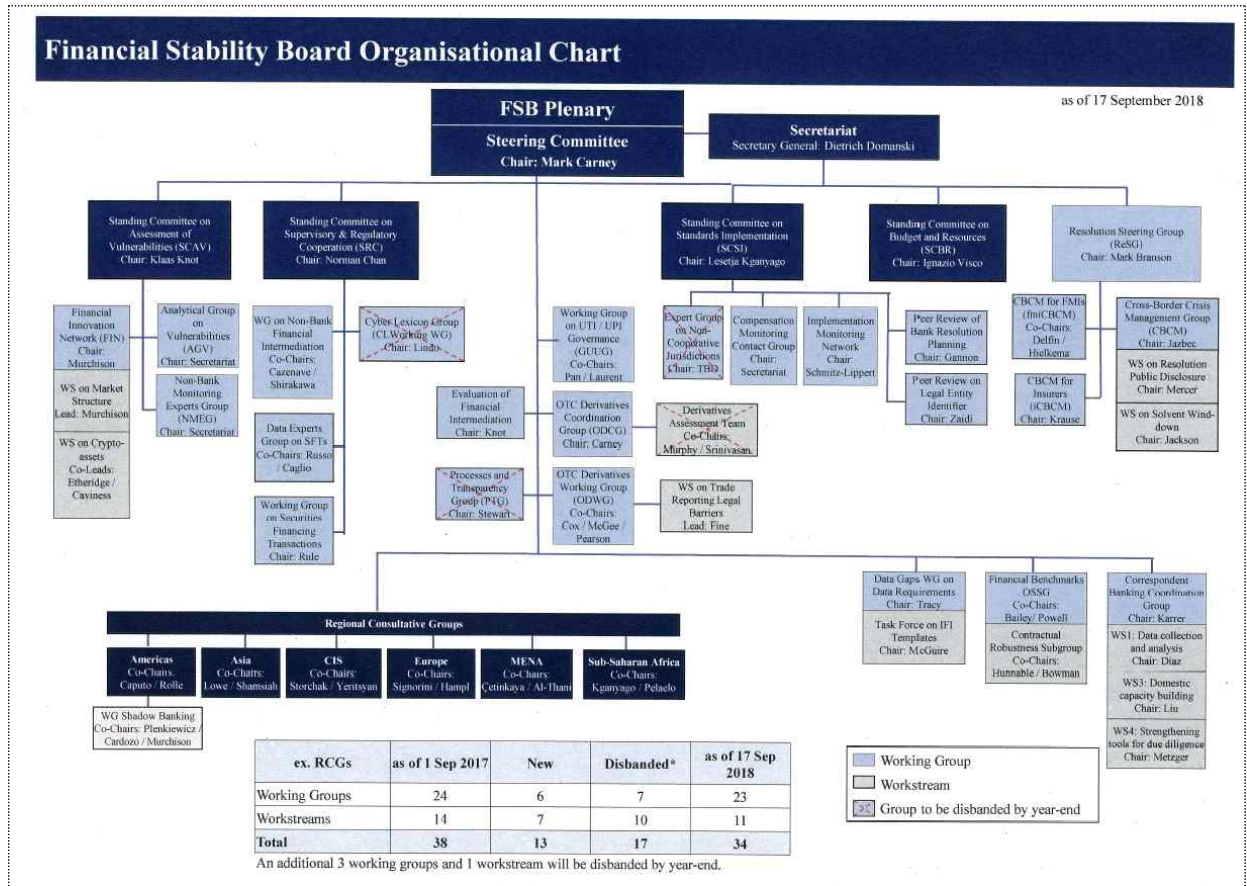 Financial Stability Board Organisational Chart
as of 17 September 2018
FSB Plenary
Steering Committee
Chair: Mark Carney
Secretariat
Secretary General: Dietrich Domanski
Standing Committee on
Assessment of
Vulnerabilities (SCAV)
Chair: Klaas Knot
Standing Committee on
Supervisory & Regulatory
Cooperation (SRC)
Chair: Norman Chan
Standing Committee on
Standards Implementation
(SCSI)
Chair: Lesetja Kganyago
Standing Committee on
Budget and Resources
(SCBR)
Chair: Ignazio Visco
Resolution Steering Group
(ReSG)
Chair: Mark Branson
Financial
Innovation
Network (FIN)
Chair:
Murchison
WS on Market
Structure
Lead: Murchison
WS on Crypto-
assets
Co-Leads:
Etheridge /
Caviness
Analytical Group
on
Vulnerabilities
(AGV)
Chair: Secretariat
Non-Bank
Monitoring
Experts Group
(NMEG)
Chair: Secretariat
WG on Non-Bank
Financial
Intermediation
Co-Chairs:
Cazenave /
Shirakawa
Data Experts
Group on SFTs
Co-Chairs: Russo
/ Caglio
Working Group
on Securities
Financing
Transactions
Chair: Rule
Cyber Lexicon Group
(CLWorking WG)
Chair: Lindo
Working Group
on UTI / UPI
Governance
(GUUG)
Co-Chairs:
Pan / Laurent
Evaluation of
Financial
Intermediation
Chair: Knot
OTC Derivatives
Coordination
Group (ODCG)
Chair: Carney
Derivatives
Assessment Team
Co-Chairs:
Murphy / Srinivasan
Processes and
Transparency
Group (PTG)
Chair: Stewart
OTC Derivatives
Working Group
(ODWG)
Co-Chairs:
Cox / McGee /
Pearson
WS on Trade
Reporting Legal
Barriers
Lead: Fine
Expert Group
on Non-
Cooperative
Jurisdictions
Chair: TBD
Compensation
Monitoring
Contact Group
Chair:
Secretariat
Implementation
Monitoring
Network
Chair:
Schmitz-Lippert
Peer Review of
Bank Resolution
Planning
Chair: Gannon
Peer Review on
Legal Entity
Identifier
Chair: Zaidi
CBCM for FMIs
(fmiCBCM)
Co-Chairs:
Delfin /
Hielkema
CBCM for
Insurers
(iCBCM)
Chair: Krause
Cross-Border Crisis
Management Group
(CBCM)
Chair: Jazbec
WS on Resolution
Public Disclosure
Chair: Mercer
WS on Solvent Wind-
down
Chair: Jackson
Regional Consultative Groups
Americas
Co-Chairs:
Caputo / Rolle
Asia
Co-Chairs:
Lowe / Shamsiah
CIS
Co-Chairs:
Storchak / Yeritsyan
Europe
Co-Chairs:
Signorini / Hampl
MENA
Co-Chairs:
Çetinkaya / Al-Thani
Sub-Saharan Africa
Co-Chairs:
Kganyago / Pelaelo
WG Shadow Banking
Co-Chairs: Plenkiewicz /
Cardozo / Murchison
Data Gaps WG on
Data Requirements
Chair: Tracy
Task Force on IFI
Templates
Chair: McGuire
Financial Benchmarks
OSSG
Co-Chairs:
Bailey/ Powell
Contractual
Robustness Subgroup
Co-Chairs:
Hunnable / Bowman
Correspondent
Banking Coordination
Group
Chair: Karrer
WS1: Data collection
and analysis
Chair: Diaz
WS3: Domestic
capacity building
Chair: Liu
WS4: Strengthening
tools for due diligence
Chair: Metzger
ex. RCGs as of 1 Sep 2017 New Disbanded* as of 17 Sep 2018
Working Groups 24 6 7 23
Workstreams 14 7 10 11
Total 38 13 17 34
An additional 3 working groups and 1 workstream will be disbanded by year-end.
Working Group
Workstream
Group to be disbanded by year-end